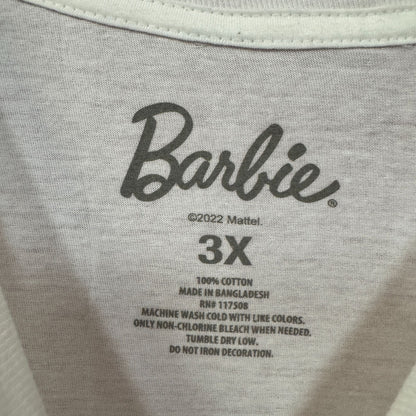 Barbie®
©2022 Mattel.
3X
100% COTTON
MADE IN BANGLADESH
RN# 117508
MACHINE WASH COLD WITH LIKE COLORS.
ONLY NON-CHLORINE BLEACH WHEN NEEDED.
TUMBLE DRY LOW.
DO NOT IRON DECORATION.